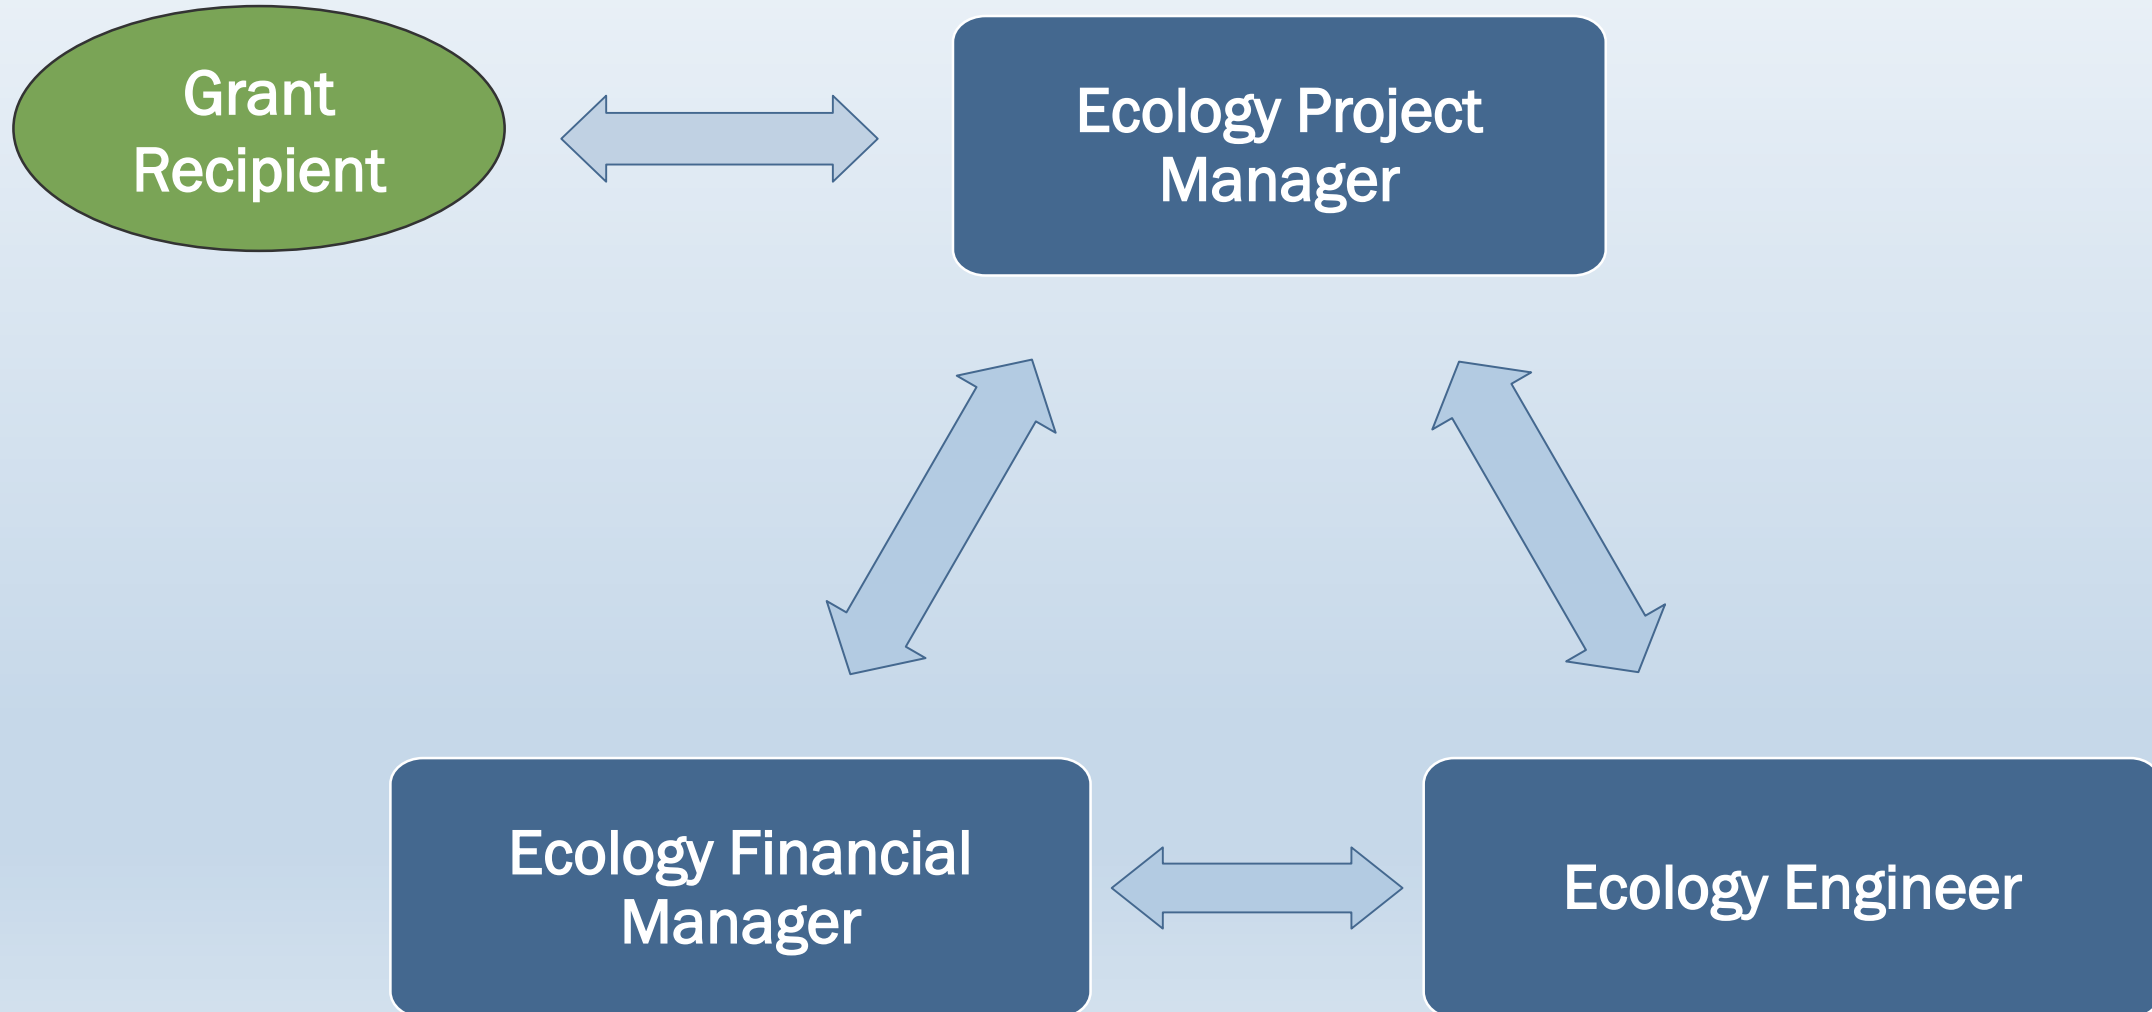 Grant
Recipient
Ecology Project
Manager
Ecology Financial
Manager
Ecology Engineer